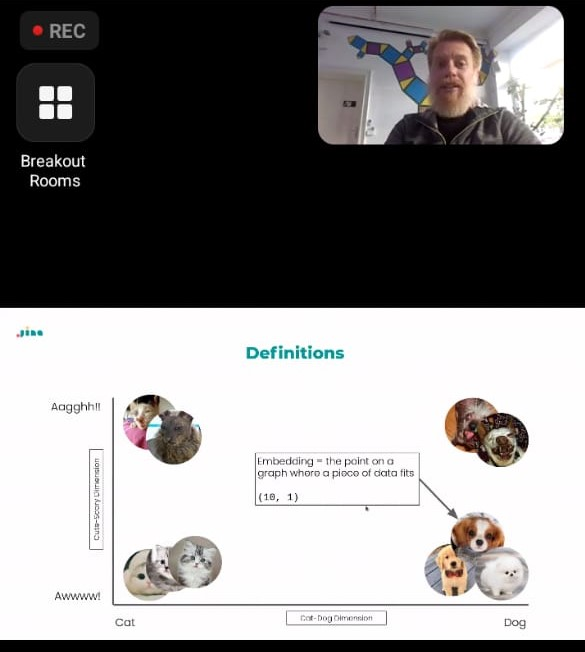 REC
Breakout
Rooms
Jina
Definitions
Aagghh!!
Cute-Scary Dimension
Embedding = the point on a
graph where a piece of data fits
(10, 1)
Awwww!
Cat
Cat-Dog Dimension
Dog